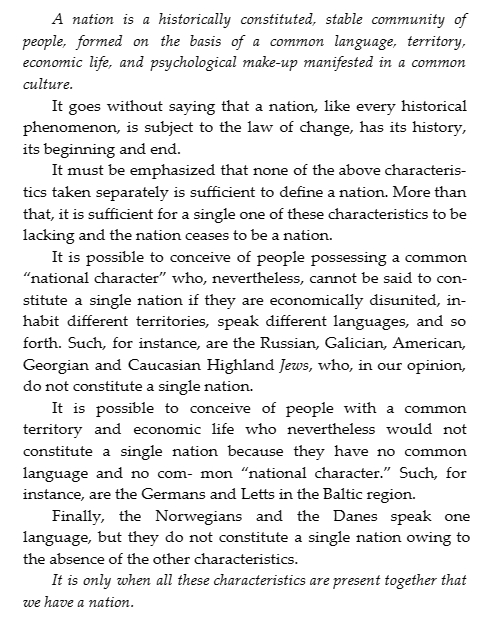 A nation is a historically constituted, stable community of
people, formed on the basis of a common language, territory,
economic life, and psychological make-up manifested in a common
culture.
It goes without saying that a nation, like every historical
phenomenon, is subject to the law of change, has its history,
its beginning and end.
It must be emphasized that none of the above characteris-
tics taken separately is sufficient to define a nation. More than
that, it is sufficient for a single one of these characteristics to be
lacking and the nation ceases to be a nation.
It is possible to conceive of people possessing a common
“national character” who, nevertheless, cannot be said to con-
stitute a single nation if they are economically disunited, in-
habit different territories, speak different languages, and so
forth. Such, for instance, are the Russian, Galician, American,
Georgian and Caucasian Highland Jews, who, in our opinion,
do not constitute a single nation.
It is possible to conceive of people with a common
territory and economic life who nevertheless would not
constitute a single nation because they have no common
language and no com- mon “national character.” Such, for
instance, are the Germans and Letts in the Baltic region.
Finally, the Norwegians and the Danes speak one
language, but they do not constitute a single nation owing to
the absence of the other characteristics.
It is only when all these characteristics are present together that
we have a nation.